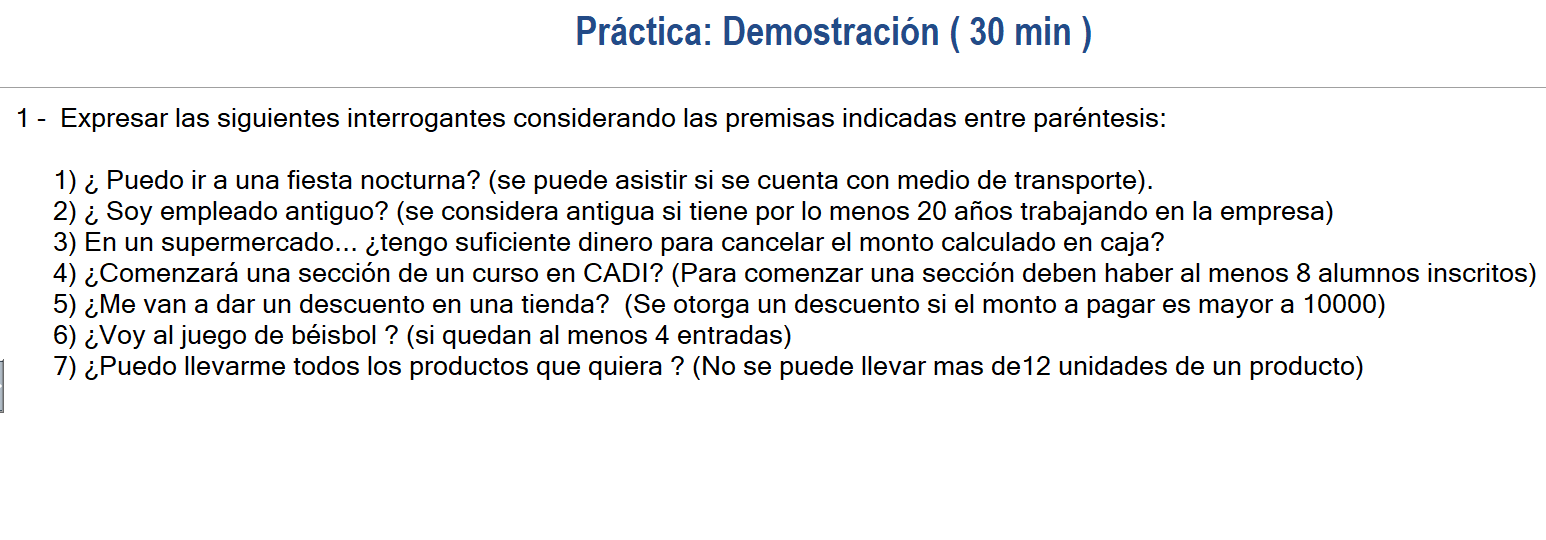 Práctica: Demostración ( 30 min )
1 -  Expresar las siguientes interrogantes considerando las premisas indicadas entre paréntesis:
1) ¿ Puedo ir a una fiesta nocturna? (se puede asistir si se cuenta con medio de transporte).
2) ¿ Soy empleado antiguo? (se considera antigua si tiene por lo menos 20 años trabajando en la empresa)
3) En un supermercado... ¿tengo suficiente dinero para cancelar el monto calculado en caja?
4) ¿Comenzará una sección de un curso en CADI? (Para comenzar una sección deben haber al menos 8 alumnos inscritos)
5) ¿Me van a dar un descuento en una tienda?  (Se otorga un descuento si el monto a pagar es mayor a 10000)
6) ¿Voy al juego de béisbol ? (si quedan al menos 4 entradas)
7) ¿Puedo llevarme todos los productos que quiera ? (No se puede llevar mas de12 unidades de un producto)